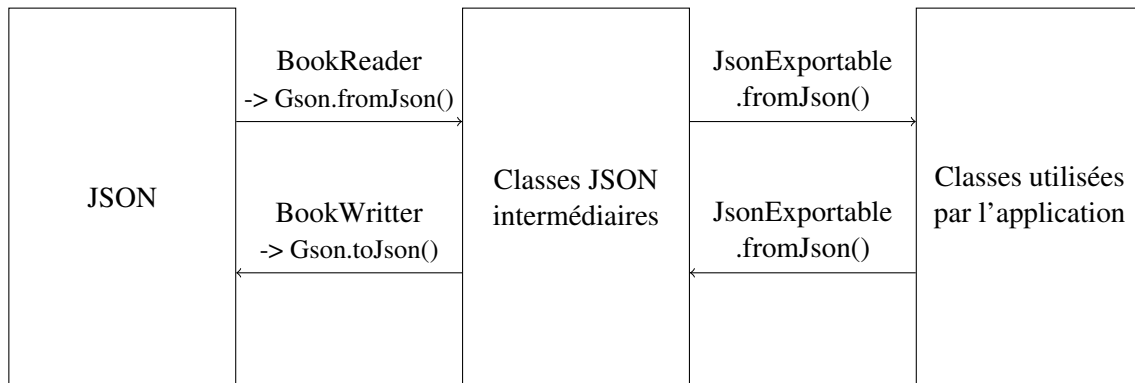 JSON
BookReader
-> Gson.fromJson()
BookWritter
-> Gson.toJson()
Classes JSON
intermédiaires
JsonExportable
.fromJson()
JsonExportable
.fromJson()
Classes utilisées
par l'application